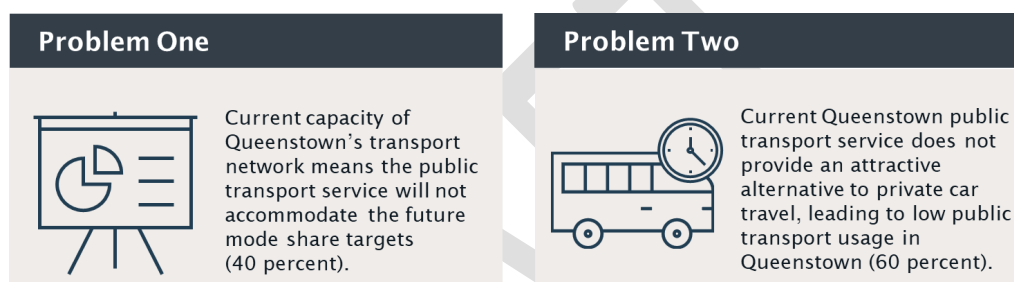 Problem One
Current capacity of
Queenstown's transport
network means the public
transport service will not
accommodate the future
mode share targets
(40 percent).
Problem Two
Current Queenstown public
transport service does not
provide an attractive
alternative to private car
travel, leading to low public
transport usage in
Queenstown (60 percent).